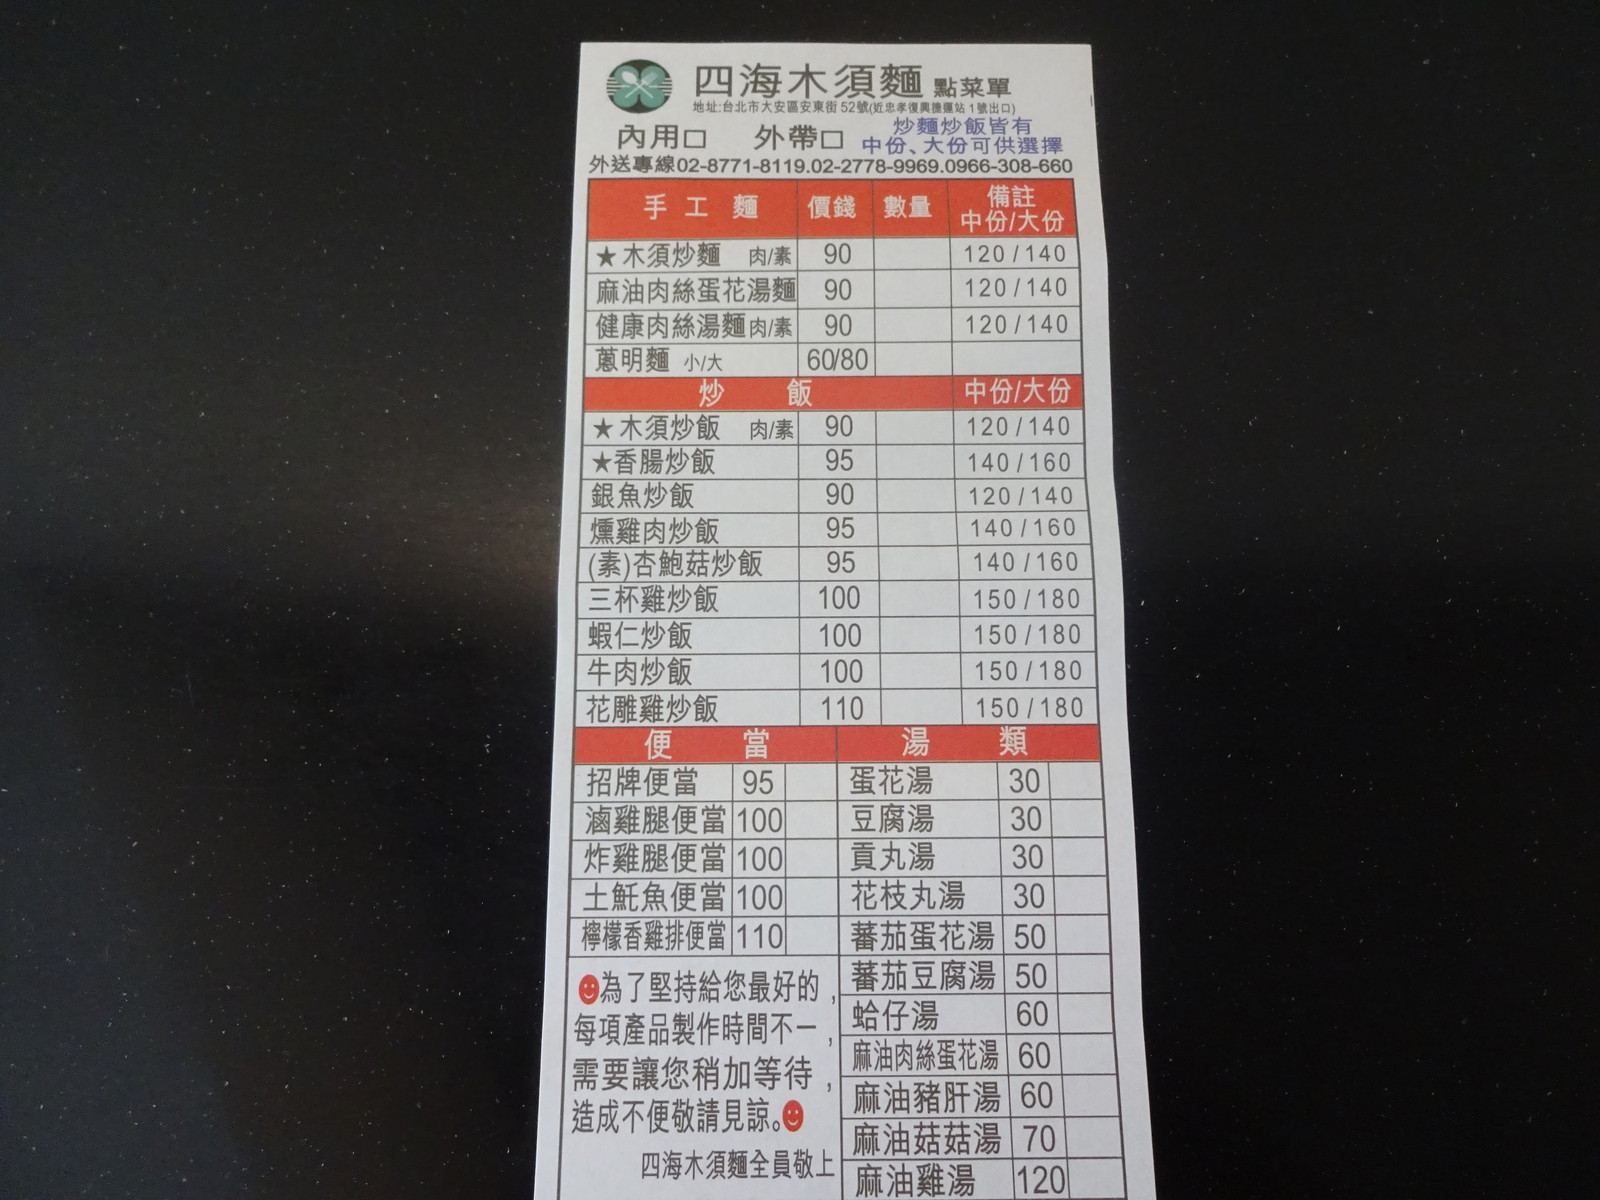 四海木須麵 點菜單
地址:台北市大安區安東街52號(近忠孝復興捷運站1號出口)
內用□ 外帶□ 炒麵炒飯皆有
中份、大份可供選擇
外送專線02-8771-8119.02-2778-9969.0966-308-660
手工麵 價錢 數量 備註
中份/大份
★木須炒麵 肉/素 90 120/140
麻油肉絲蛋花湯麵 90 120/140
健康肉絲湯麵 肉/素 90 120/140
蔥明麵 小/大 60/80
炒飯 中份/大份
★木須炒飯 肉/素 90 120/140
★香腸炒飯 95 140/160
銀魚炒飯 90 120/140
燻雞肉炒飯 95 140/160
(素)杏鮑菇炒飯 95 140/160
三杯雞炒飯 100 150/180
蝦仁炒飯 100 150/180
牛肉炒飯 100 150/180
花雕雞炒飯 110 150/180
便當
招牌便當 95
滷雞腿便當 100
炸雞腿便當 100
土魠魚便當 100
檸檬香雞排便當 110
為了堅持給您最好的,
每項產品製作時間不一,
需要讓您稍加等待,
造成不便敬請見諒。
四海木須麵全員敬上
湯類
蛋花湯 30
豆腐湯 30
貢丸湯 30
花枝丸湯 30
蕃茄蛋花湯 50
蕃茄豆腐湯 50
蛤仔湯 60
麻油肉絲蛋花湯 60
麻油豬肝湯 60
麻油菇菇湯 70
麻油雞湯 120